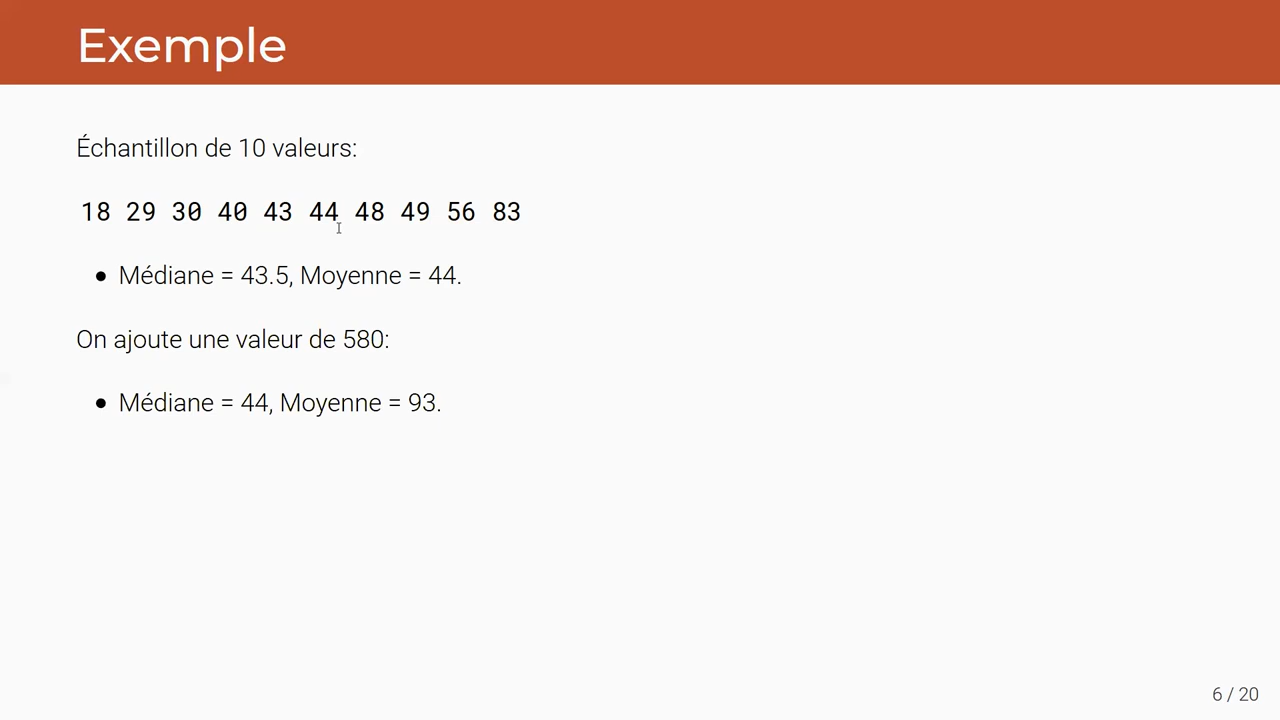 Exemple
Échantillon de 10 valeurs:
18 29 30 40 43 44 48 49 56 83
● Médiane = 43.5, Moyenne = 44.
On ajoute une valeur de 580:
● Médiane = 44, Moyenne = 93.
6 / 20